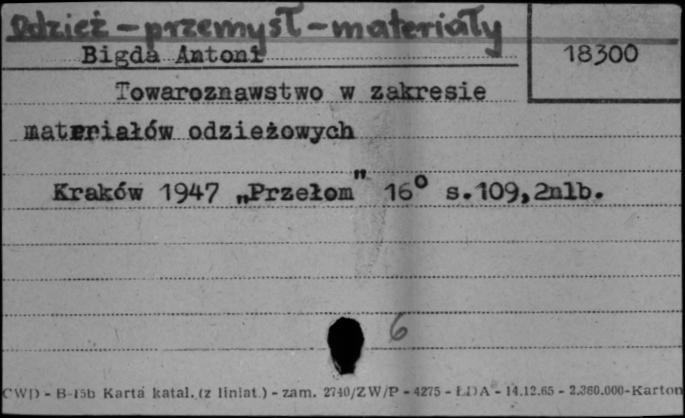 Odzież - przemysł - materiały
Bigda Antoni
18300
Towaroznawstwo w zakresie
materiałów odzieżowych
Kraków 1947 „Przełom" 16° s.109,2nlb.
6
CWD - B-15b Karta katal. (z liniat.) - zam. 2740/ZW/P - 4275 - ŁDA - 14.12.65 - 2.360.000-Karton